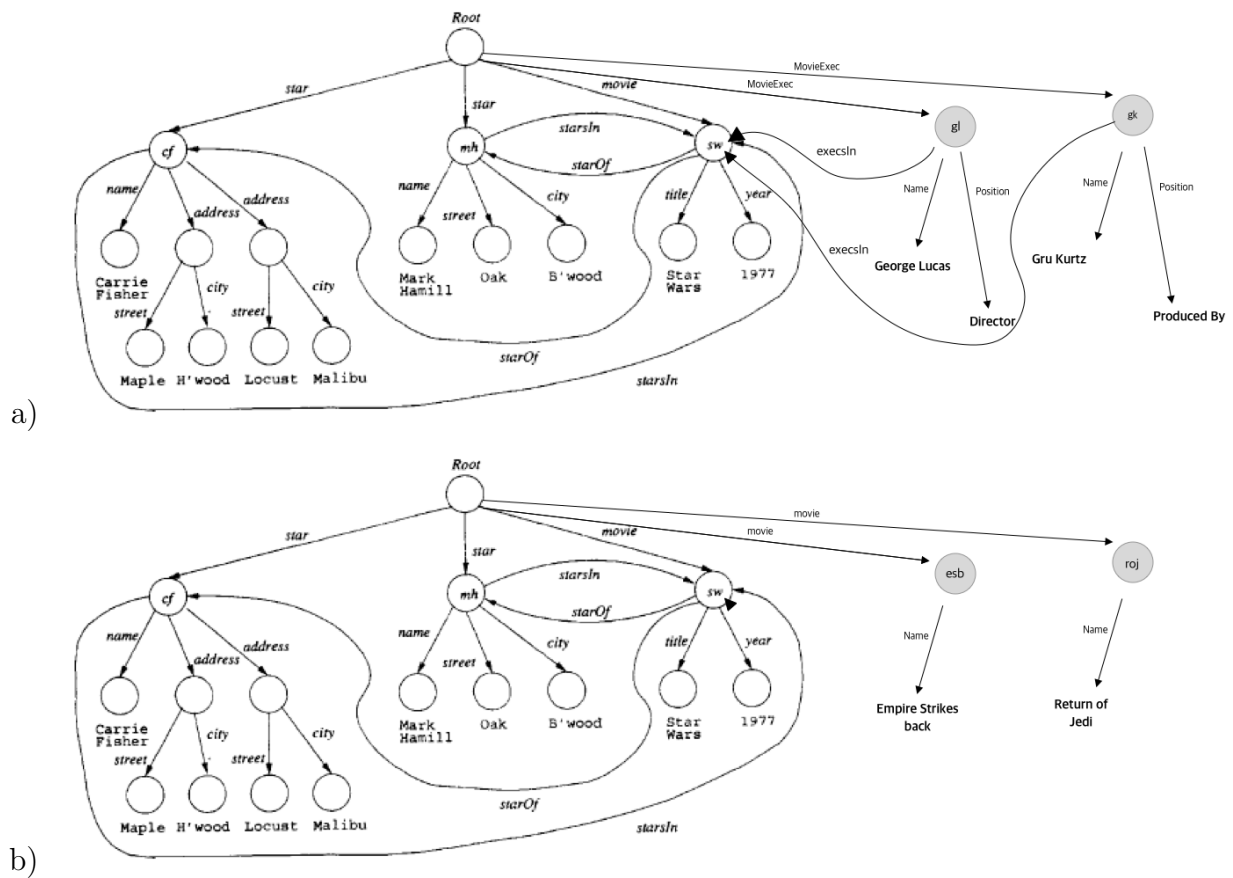 Root
MovieExec
MovieExec
star
star
movie
starsIn
starOf
cf
mh
sw
gl
gk
execsIn
name
address
address
name
street
city
title
year
Name
Position
Name
Position
Carrie
Fisher
Mark
Hamill
Oak
B'wood
Star
Wars
1977
execsIn
George Lucas
Gru Kurtz
street
city
street
city
Director
Produced By
Maple
H'wood
Locust
Malibu
starOf
starsIn
a)
Root
movie
movie
star
star
movie
starsIn
starOf
cf
mh
sw
esb
roj
name
address
address
name
street
city
title
year
Name
Name
Carrie
Fisher
Mark
Hamill
Oak
B'wood
Star
Wars
1977
Empire Strikes
back
Return of
Jedi
street
city
street
city
Maple
H'wood
Locust
Malibu
starOf
starsIn
b)